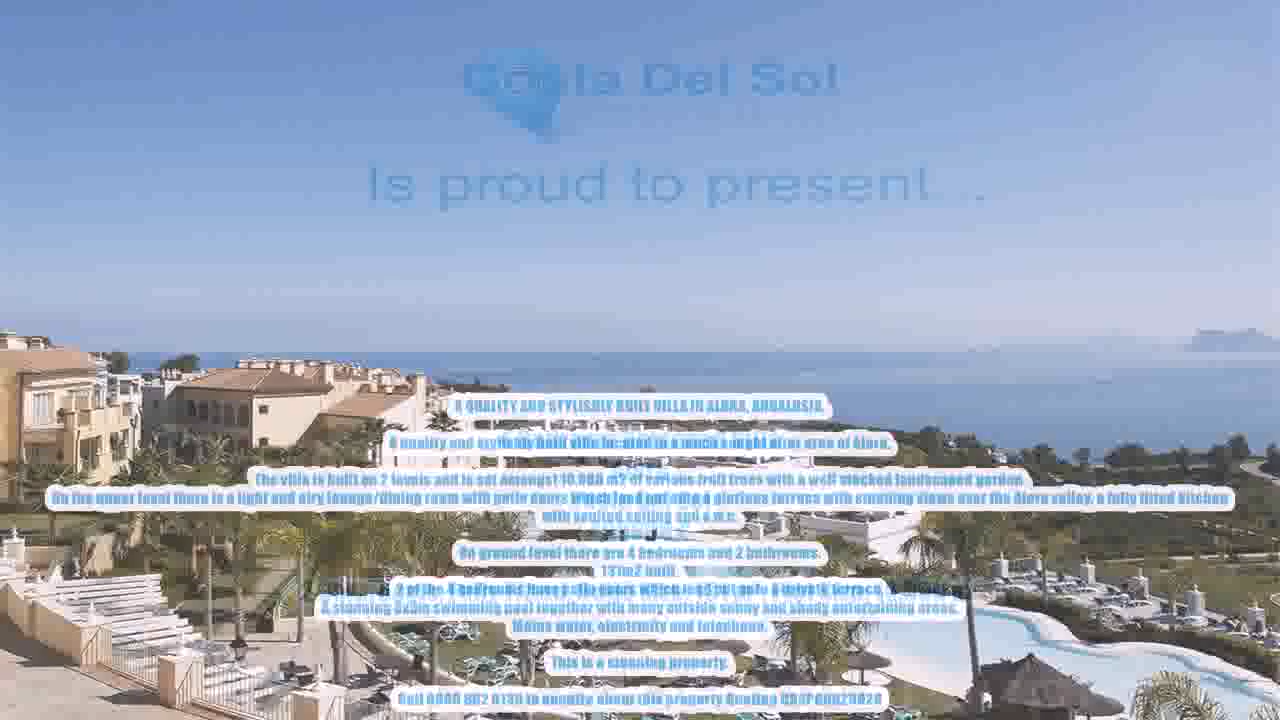 Costa Del Sol
Is proud to present...
A QUALITY AND STYLISHLY BUILT VILLA IN ALORA, ANDALUSIA.
A quality and stylishly built villa located in a much sought after area of Alora.
The villa is built on 2 levels and is set amongst 10,000 m2 of various fruit trees with a well stocked landscaped garden.
On the upper level there is a light and airy lounge/dining room with patio doors which lead out onto a glorious terrace with stunning views over the Alora valley, a fully fitted kitchen
with vaulted ceiling and
On ground level there are 4 bedrooms and 2 bathrooms.
131m2 built.
2 of the 4 bedrooms have patio doors which lead out onto a private terrace.
A stunning swimming pool together with many outside sunny and shady entertaining areas.
Mains water, electricity and telephone.
This is a stunning property.
Call to enquire about this property Quoting